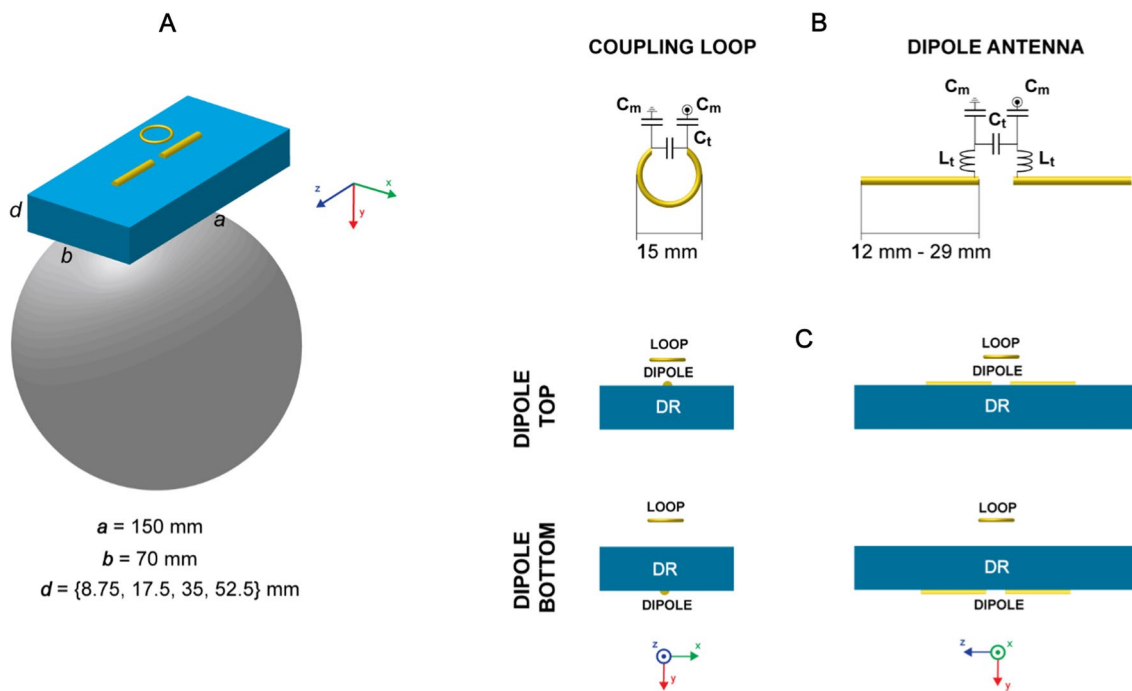 A
d
b
a
z
x
y
a = 150 mm
b = 70 mm
d = {8.75, 17.5, 35, 52.5} mm
B
COUPLING LOOP
DIPOLE ANTENNA
Cm
Cm
Ct
15 mm
Cm
Cm
Ct
Lt
Lt
12 mm - 29 mm
C
DIPOLE
TOP
LOOP
DIPOLE
DR
LOOP
DIPOLE
DR
DIPOLE
BOTTOM
LOOP
DR
DIPOLE
LOOP
DR
DIPOLE
z
x
y
z
x
y